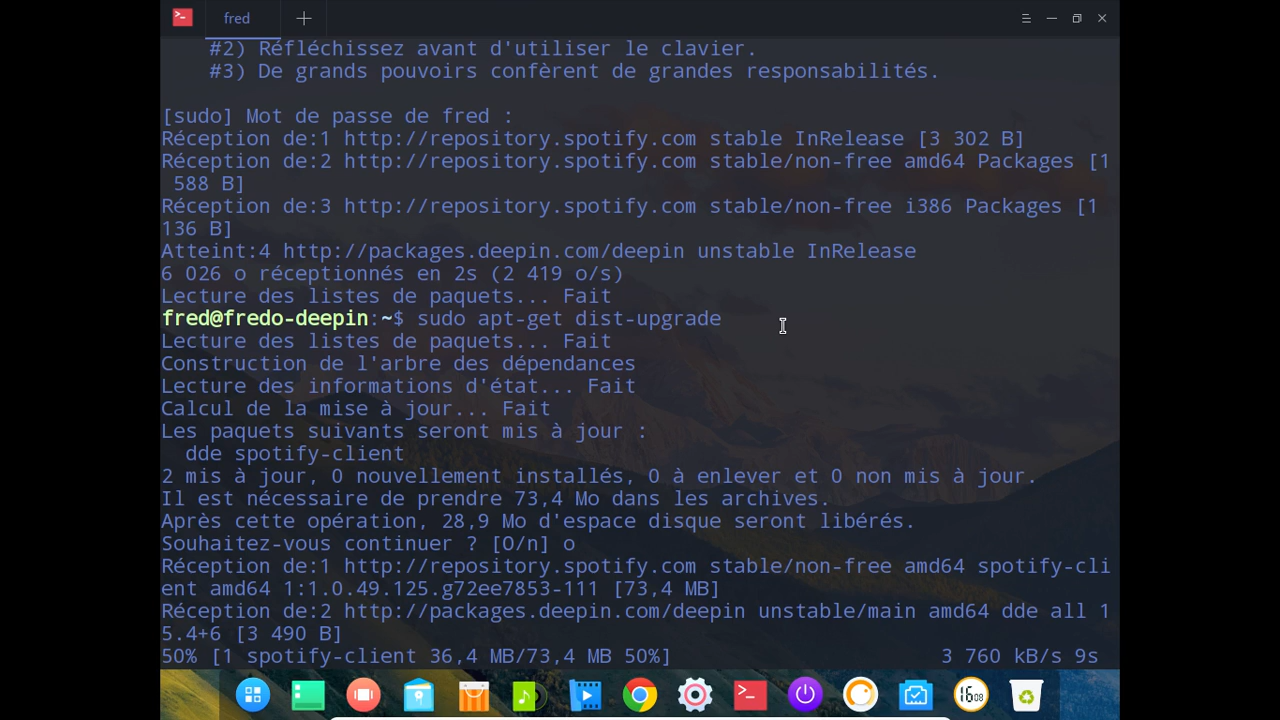 fred
#2) Réfléchissez avant d'utiliser le clavier.
#3) De grands pouvoirs confèrent de grandes responsabilités.
[sudo] Mot de passe de fred :
Réception de:1 http://repository.spotify.com stable InRelease [3 302 B]
Réception de:2 http://repository.spotify.com stable/non-free amd64 Packages [1
588 B]
Réception de:3 http://repository.spotify.com stable/non-free i386 Packages [1
136 B]
Atteint:4 http://packages.deepin.com/deepin unstable InRelease
6 026 o réceptionnés en 2s (2 419 o/s)
Lecture des listes de paquets... Fait
fred@fredo-deepin:~$ sudo apt-get dist-upgrade
Lecture des listes de paquets... Fait
Construction de l'arbre des dépendances
Lecture des informations d'état... Fait
Calcul de la mise à jour... Fait
Les paquets suivants seront mis à jour :
dde spotify-client
2 mis à jour, 0 nouvellement installés, 0 à enlever et 0 non mis à jour.
Il est nécessaire de prendre 73,4 Mo dans les archives.
Après cette opération, 28,9 Mo d'espace disque seront libérés.
Souhaitez-vous continuer ? [O/n] o
Réception de:1 http://repository.spotify.com stable/non-free amd64 spotify-cli
ent amd64 1:1.0.49.125.g72ee7853-111 [73,4 MB]
Réception de:2 http://packages.deepin.com/deepin unstable/main amd64 dde all 1
5.4+6 [3 490 B]
50% [1 spotify-client 36,4 MB/73,4 MB 50%] 3 760 kB/s 9s
16 08